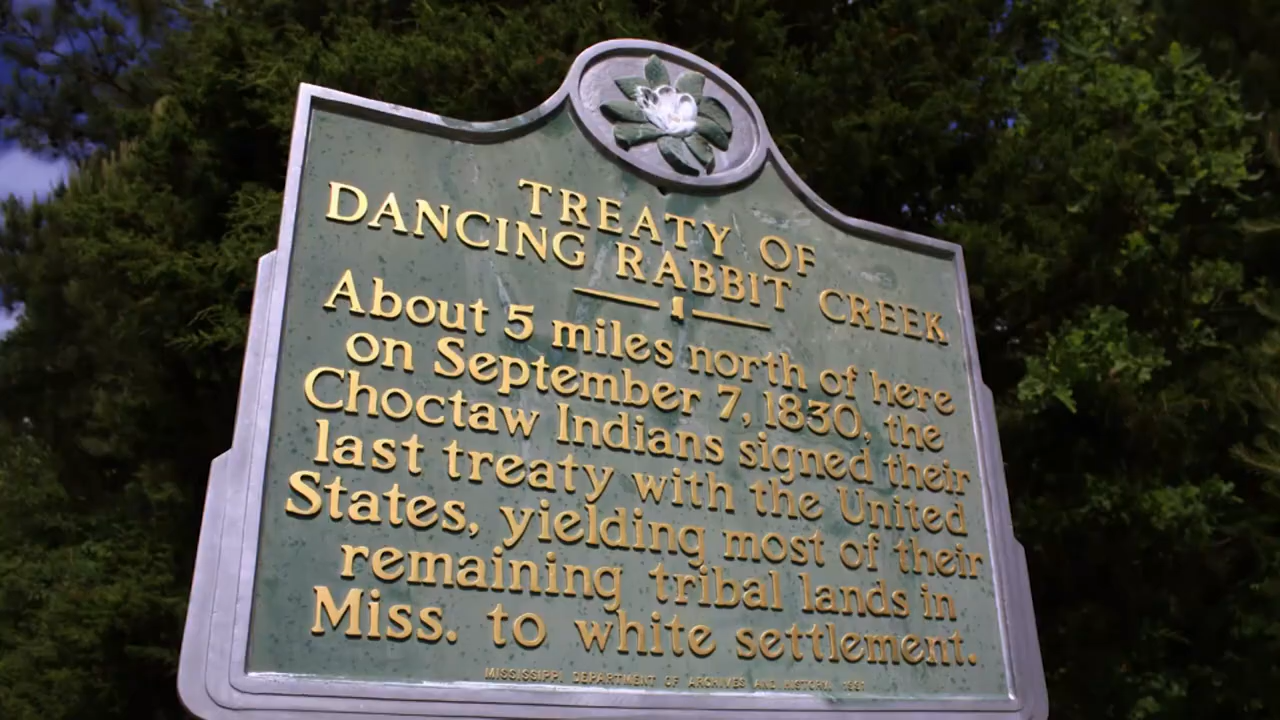 TREATY OF
DANCING RABBIT CREEK
About 5 miles north of here
on September 7, 1830, the
Choctaw Indians signed their
last treaty with the United
States, yielding most of their
remaining tribal lands in
Miss. to white settlement.
MISSISSIPPI DEPARTMENT OF ARCHIVES AND HISTORY